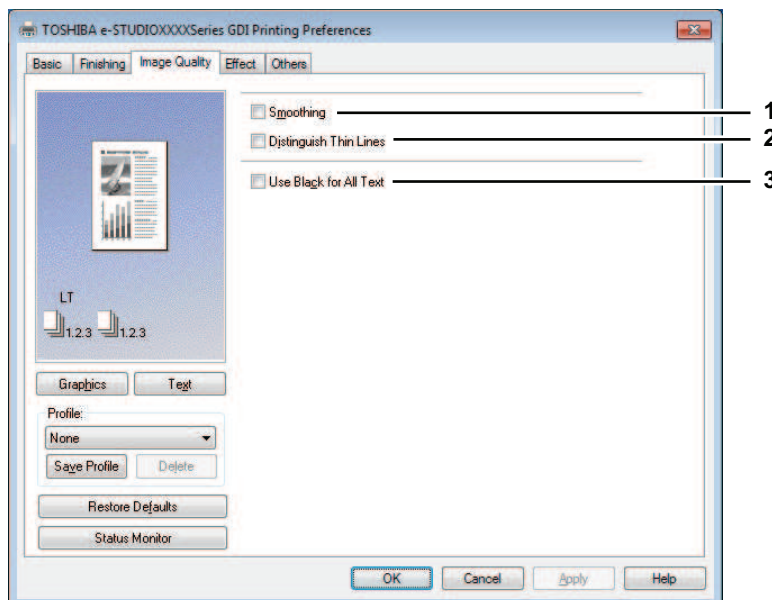 TOSHIBA e-STUDIOXXXXSeries GDI Printing Preferences
Basic Finishing Image Quality Effect Others
Smoothing 1
Distinguish Thin Lines 2
Use Black for All Text 3
LT
1.2.3 1.2.3
Graphics Text
Profile:
None
Save Profile Delete
Restore Defaults
Status Monitor
OK Cancel Apply Help